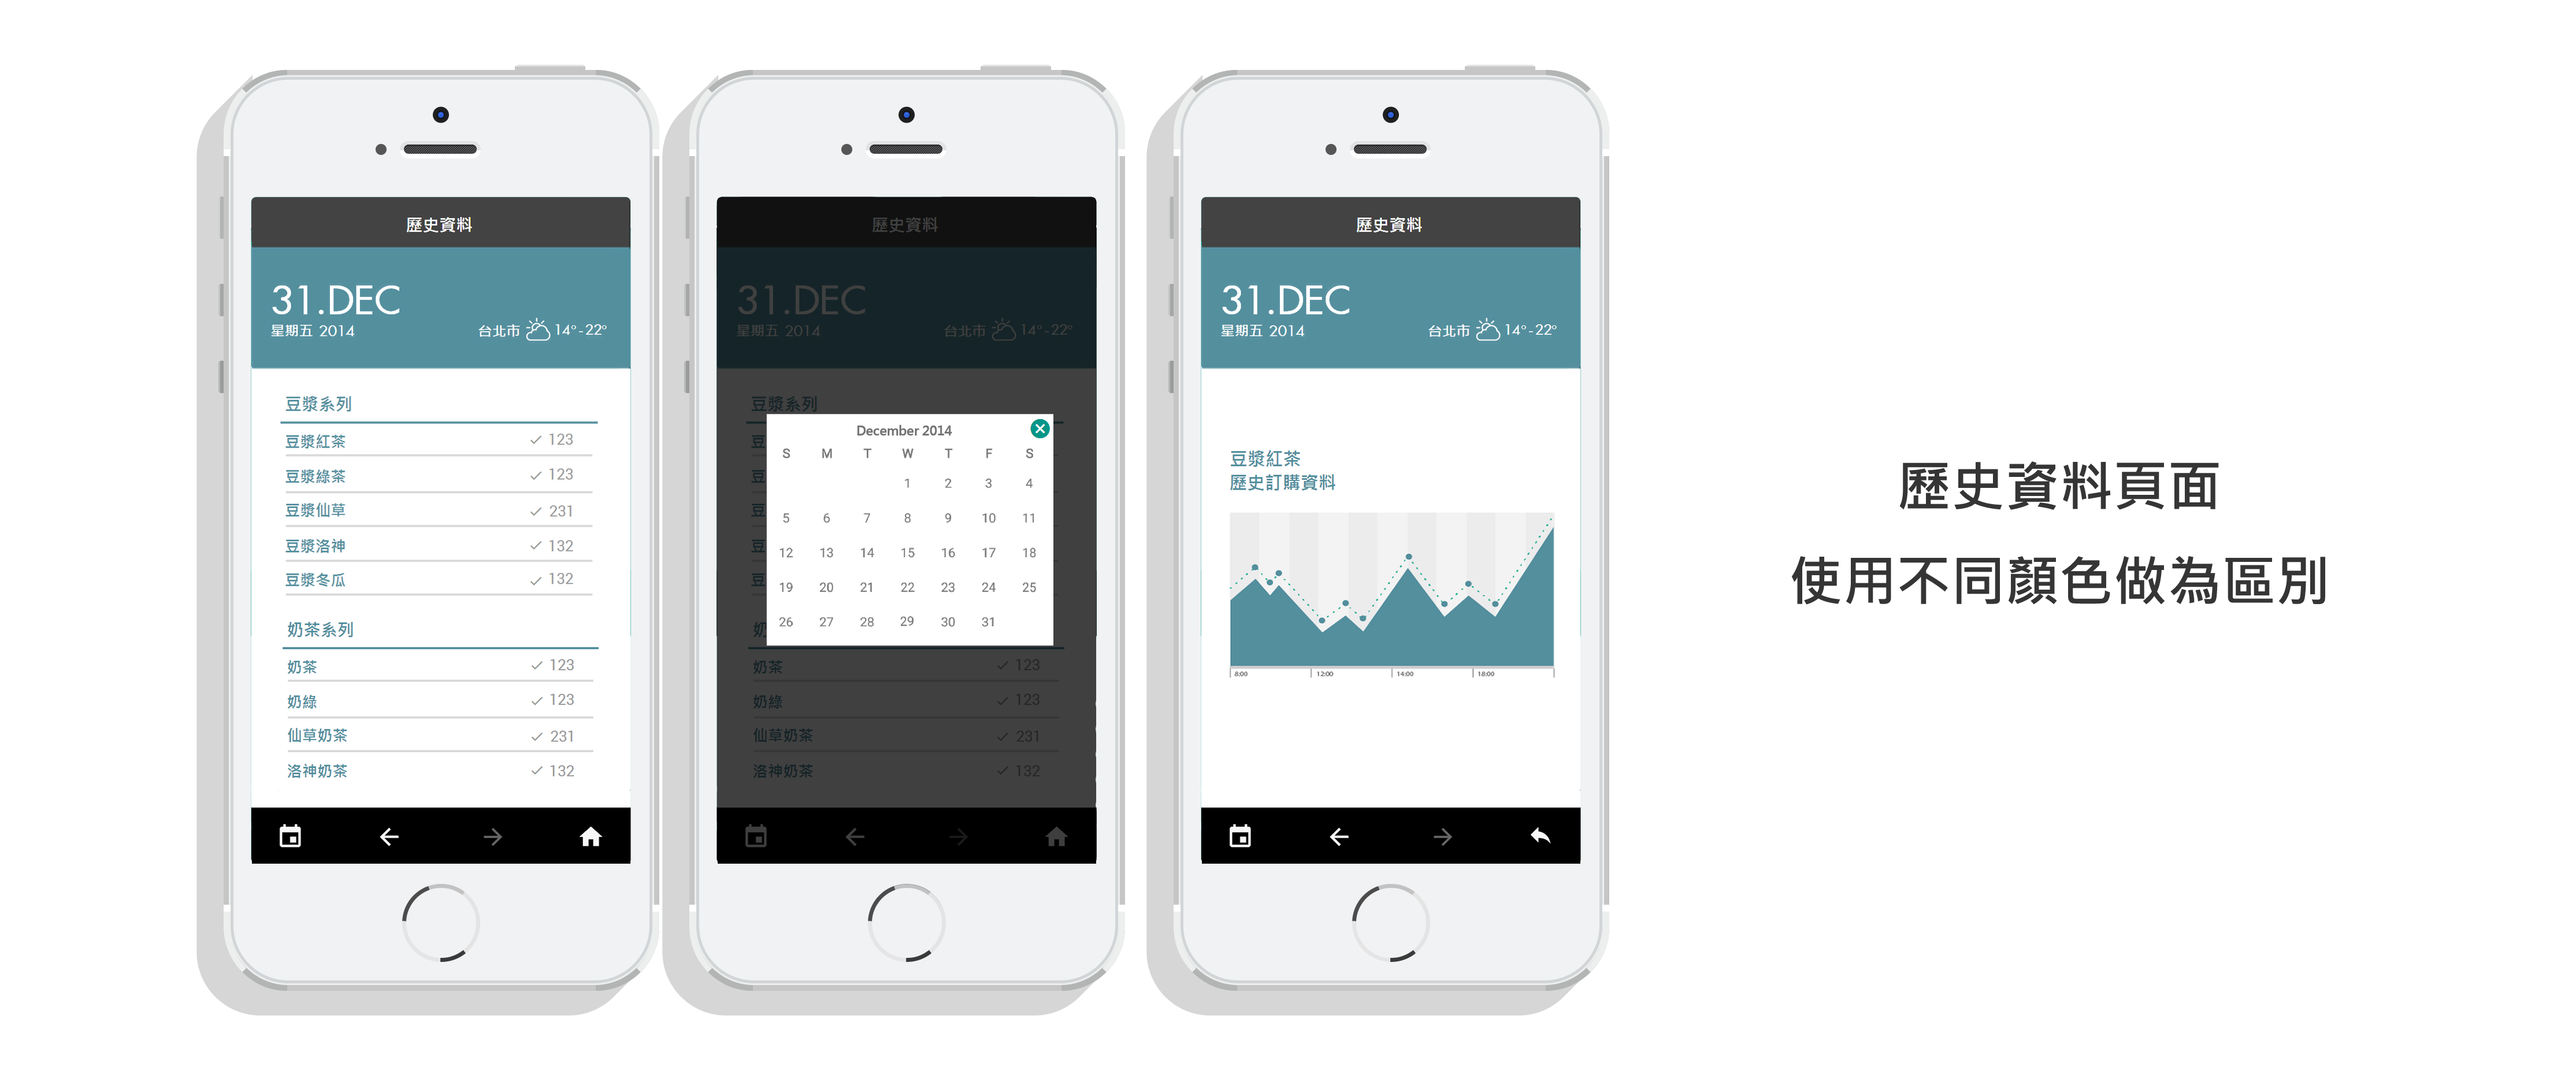 歷史資料
31.DEC
星期五 2014
台北市 14°-22°
豆漿系列
豆漿紅茶 123
豆漿綠茶 123
豆漿仙草 231
豆漿洛神 132
豆漿冬瓜 132
奶茶系列
奶茶 123
奶綠 123
仙草奶茶 231
洛神奶茶 132
歷史資料
31.DEC
星期五 2014
台北市 14°-22°
豆漿系列
豆
豆
豆
豆
豆
December 2014
S M T W T F S
1 2 3 4
5 6 7 8 9 10 11
12 13 14 15 16 17 18
19 20 21 22 23 24 25
26 27 28 29 30 31
奶
奶茶 123
奶綠 123
仙草奶茶 231
洛神奶茶 132
歷史資料
31.DEC
星期五 2014
台北市 14°-22°
豆漿紅茶
歷史訂購資料
8:00 12:00 14:00 18:00
歷史資料頁面
使用不同顏色做為區別